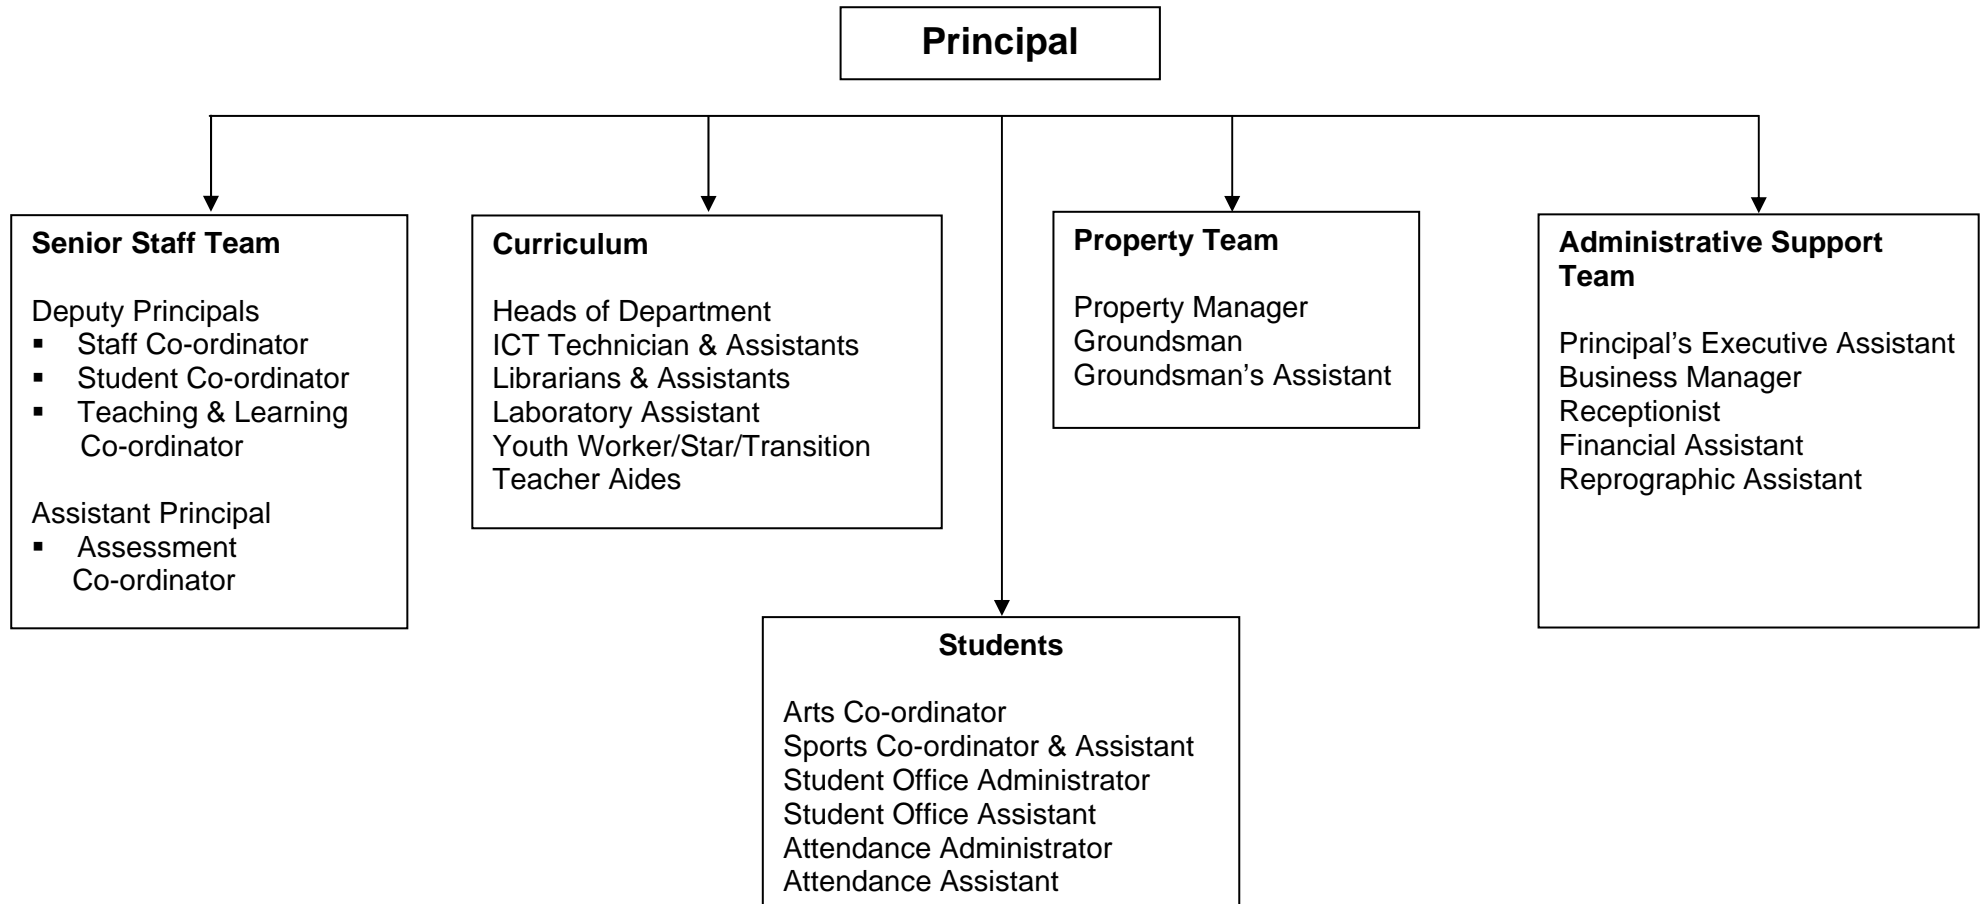 Principal
Senior Staff Team
Deputy Principals
▪ Staff Co-ordinator
▪ Student Co-ordinator
▪ Teaching & Learning
Co-ordinator
Assistant Principal
▪ Assessment
Co-ordinator
Curriculum
Heads of Department
ICT Technician & Assistants
Librarians & Assistants
Laboratory Assistant
Youth Worker/Star/Transition
Teacher Aides
Property Team
Property Manager
Groundsman
Groundsman’s Assistant
Administrative Support
Team
Principal’s Executive Assistant
Business Manager
Receptionist
Financial Assistant
Reprographic Assistant
Students
Arts Co-ordinator
Sports Co-ordinator & Assistant
Student Office Administrator
Student Office Assistant
Attendance Administrator
Attendance Assistant